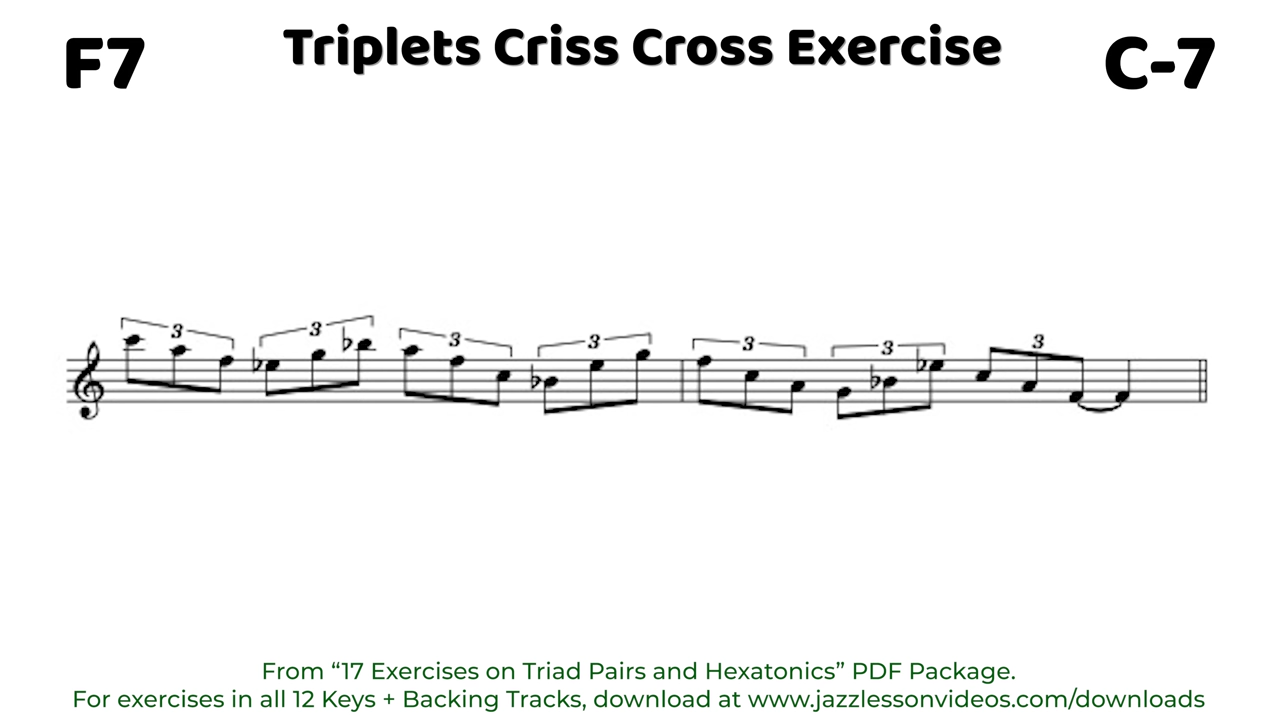 F7
Triplets Criss Cross Exercise
C-7
3 3 3 3 3 3 3
From “17 Exercises on Triad Pairs and Hexatonics” PDF Package.
For exercises in all 12 Keys + Backing Tracks, download at www.jazzlessonvideos.com/downloads